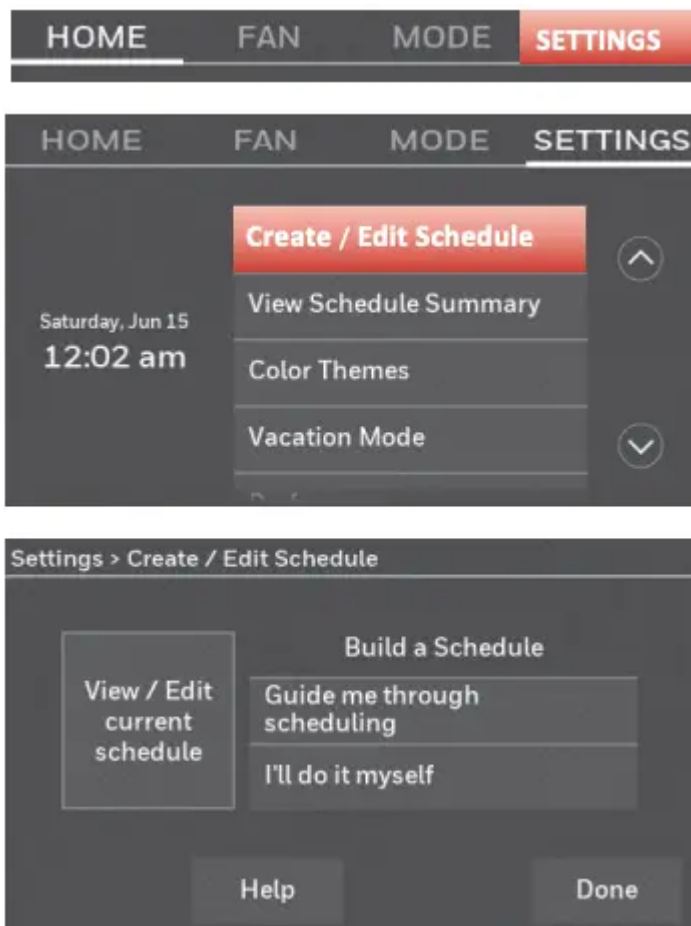 HOME FAN MODE SETTINGS
HOME FAN MODE SETTINGS
Create / Edit Schedule
View Schedule Summary
Saturday, Jun 15
12:02 am
Color Themes
Vacation Mode
Settings > Create / Edit Schedule
Build a Schedule
View / Edit
current
schedule
Guide me through
scheduling
I'll do it myself
Help Done